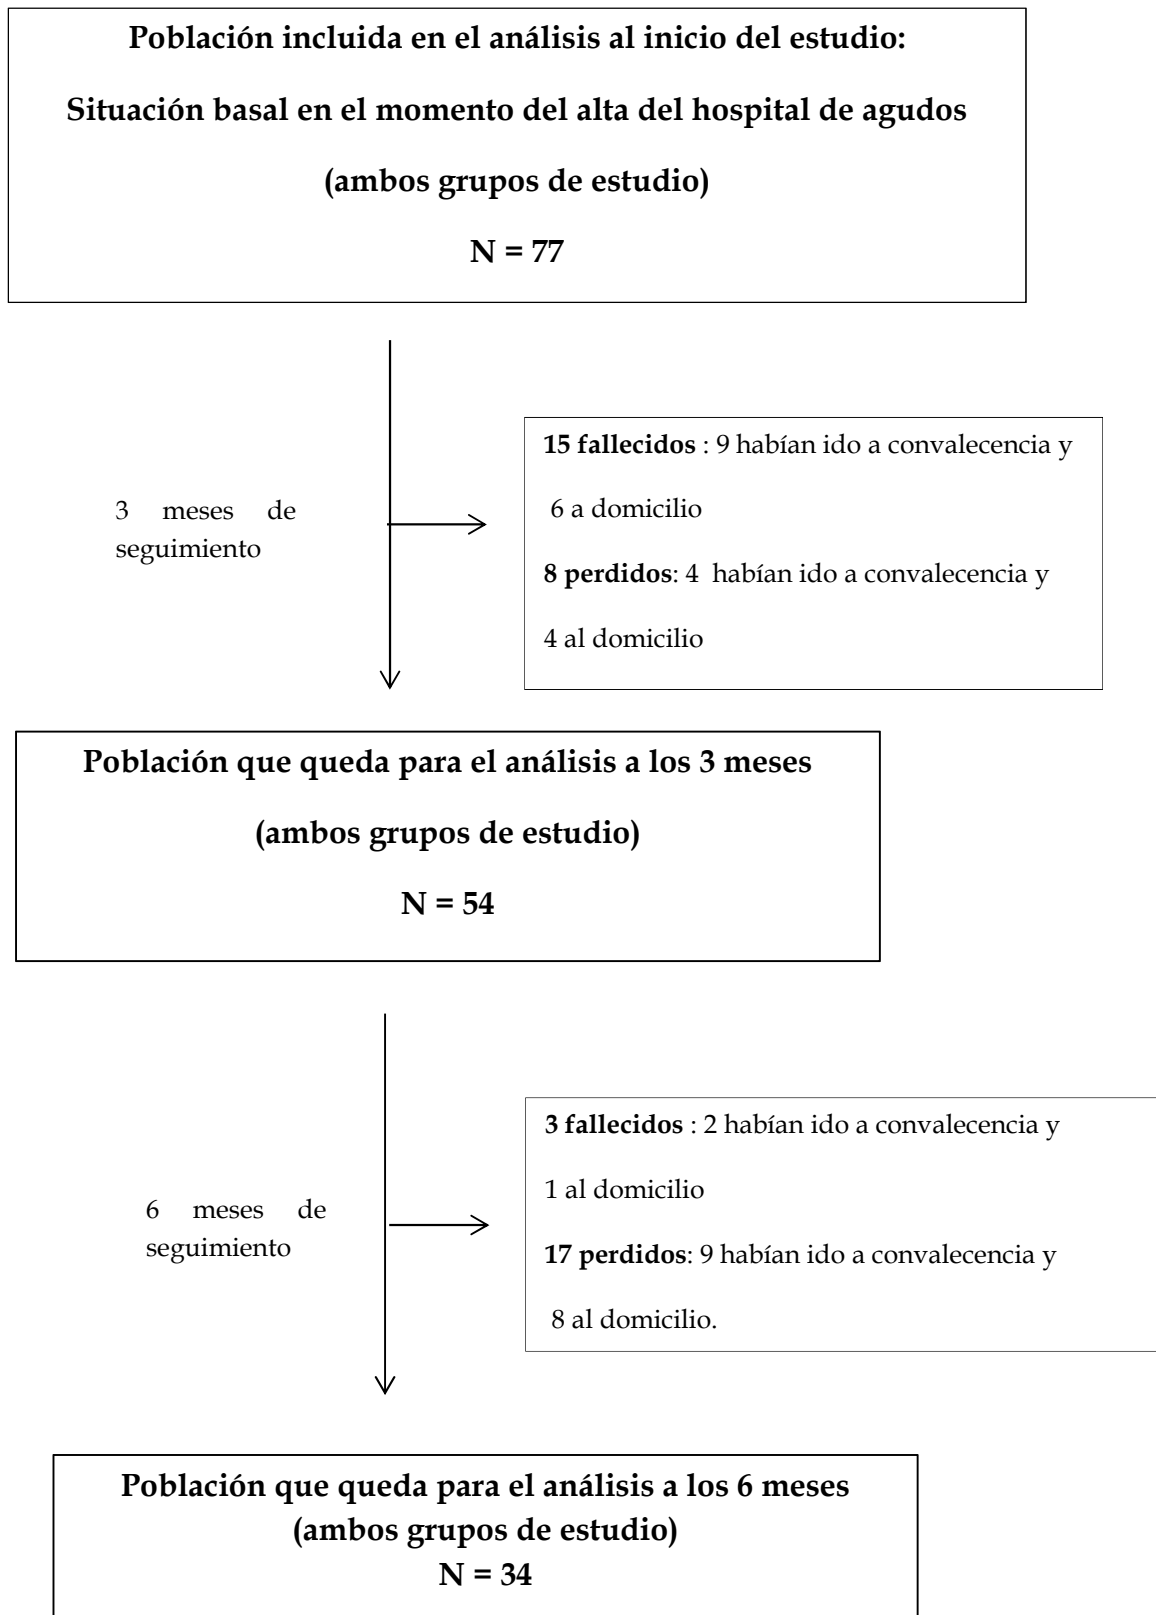 Población incluida en el análisis al inicio del estudio:
Situación basal en el momento del alta del hospital de agudos
(ambos grupos de estudio)
N = 77
3 meses de
seguimiento
15 fallecidos : 9 habían ido a convalecencia y
6 a domicilio
8 perdidos: 4 habían ido a convalecencia y
4 al domicilio
Población que queda para el análisis a los 3 meses
(ambos grupos de estudio)
N = 54
6 meses de
seguimiento
3 fallecidos : 2 habían ido a convalecencia y
1 al domicilio
17 perdidos: 9 habían ido a convalecencia y
8 al domicilio.
Población que queda para el análisis a los 6 meses
(ambos grupos de estudio)
N = 34